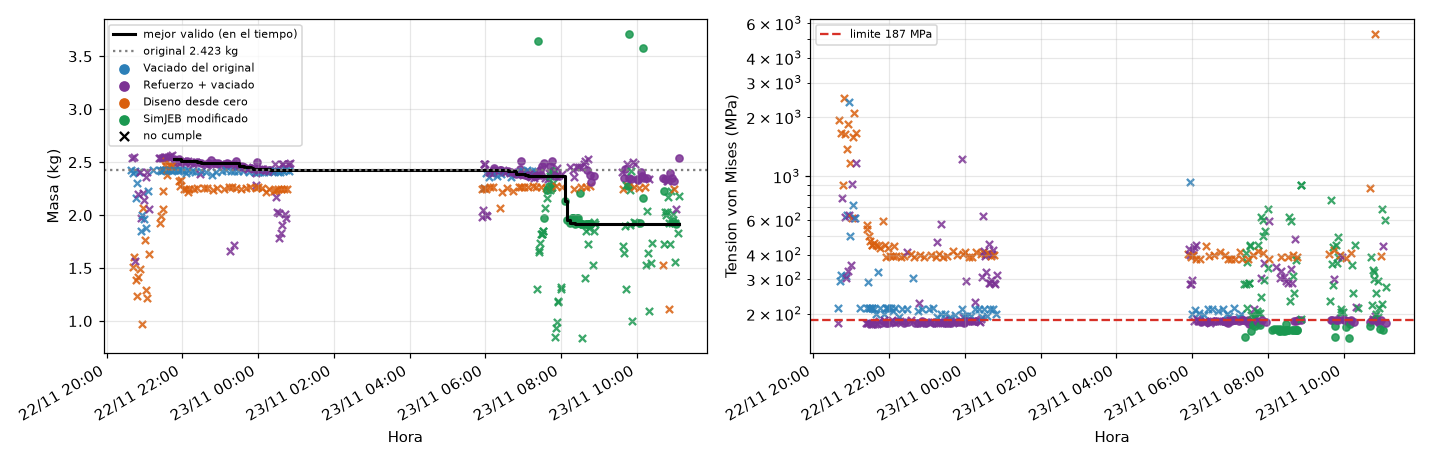 3.5
3.0
2.5
2.0
1.5
1.0
Masa (kg)
mejor valido (en el tiempo)
original 2.423 kg
Vaciado del original
Refuerzo + vaciado
Diseno desde cero
SimJEB modificado
no cumple
22/11 20:00
22/11 22:00
23/11 00:00
23/11 02:00
23/11 04:00
23/11 06:00
23/11 08:00
23/11 10:00
Hora
6 × 10³
4 × 10³
3 × 10³
2 × 10³
10³
6 × 10²
4 × 10²
3 × 10²
2 × 10²
Tension von Mises (MPa)
limite 187 MPa
22/11 20:00
22/11 22:00
23/11 00:00
23/11 02:00
23/11 04:00
23/11 06:00
23/11 08:00
23/11 10:00
Hora